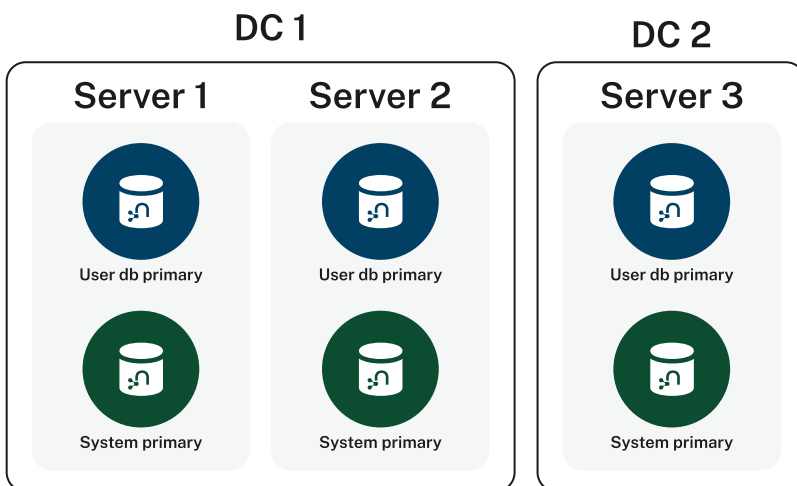 DC 1
DC 2
Server 1
Server 2
Server 3
User db primary
User db primary
User db primary
System primary
System primary
System primary